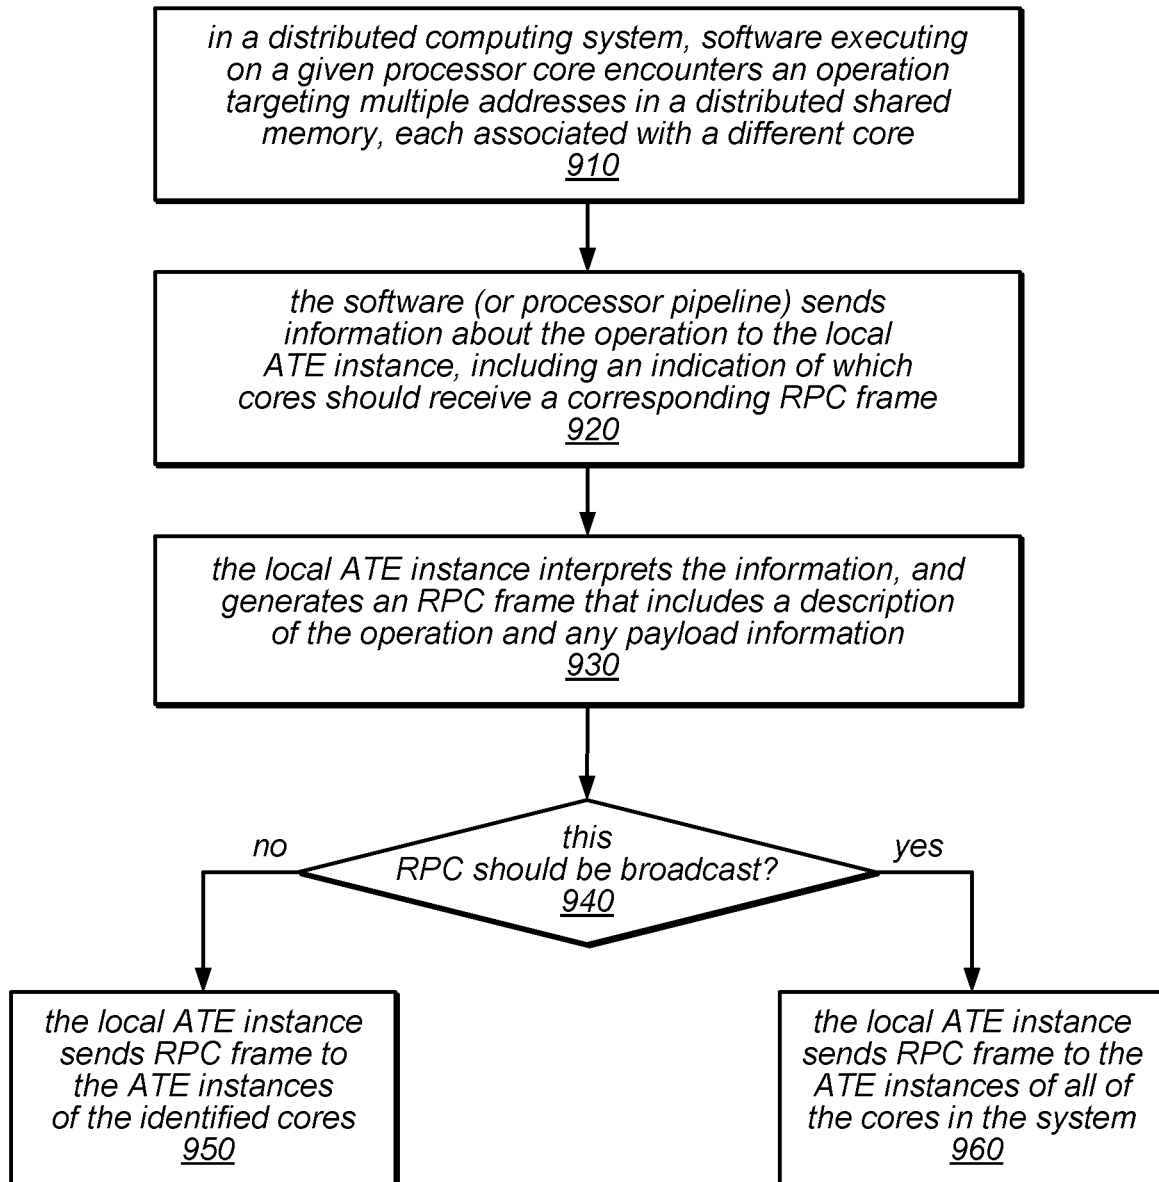 in a distributed computing system, software executing
on a given processor core encounters an operation
targeting multiple addresses in a distributed shared
memory, each associated with a different core
910
the software (or processor pipeline) sends
information about the operation to the local
ATE instance, including an indication of which
cores should receive a corresponding RPC frame
920
the local ATE instance interprets the information, and
generates an RPC frame that includes a description
of the operation and any payload information
930
this
RPC should be broadcast?
940
no
yes
the local ATE instance
sends RPC frame to
the ATE instances
of the identified cores
950
the local ATE instance
sends RPC frame to the
ATE instances of all of
the cores in the system
960